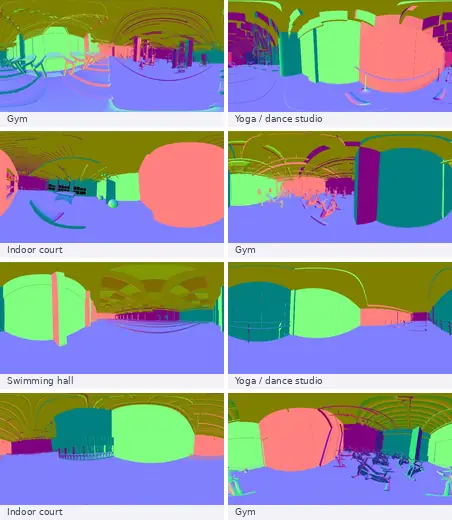 Gym
Yoga / dance studio
Indoor court
Gym
Swimming hall
Yoga / dance studio
Indoor court
Gym